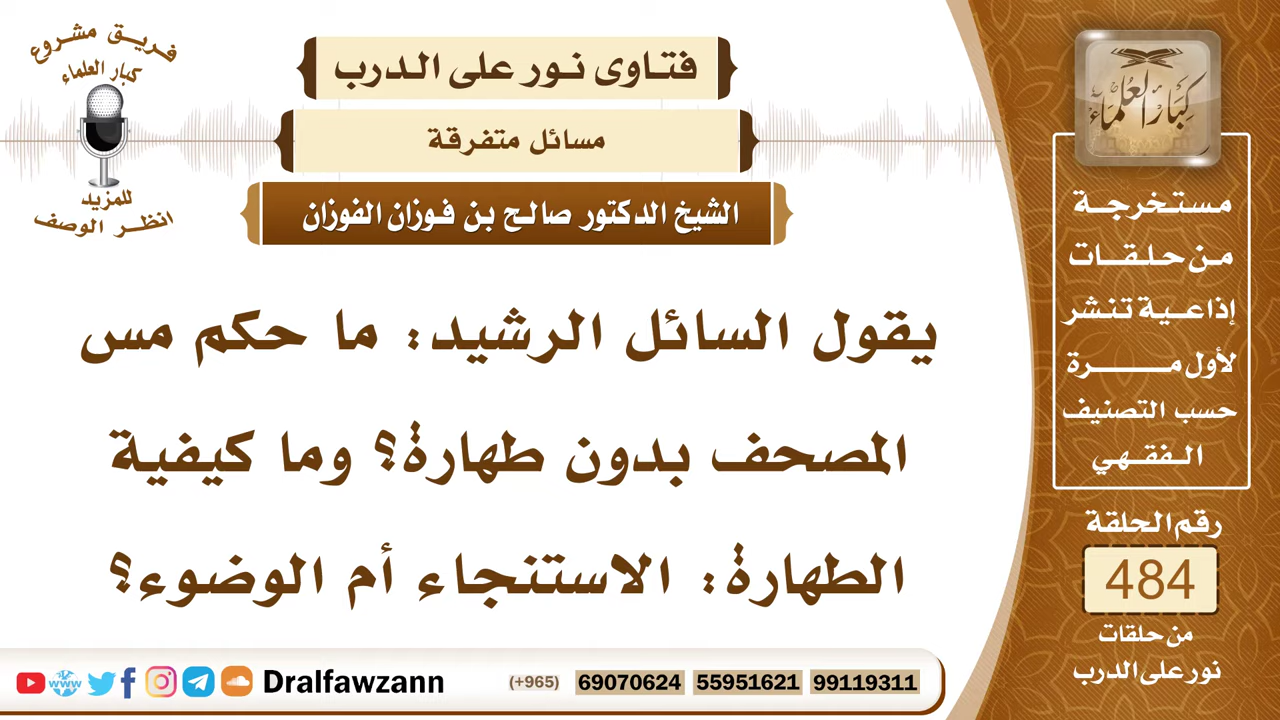 فريق مشروع
كبار العلماء
للمزيد
انظر الوصف
فتاوى نور على الدرب
مسائل متفرقة
الشيخ الدكتور صالح بن فوزان الفوزان
يقول السائل الرشيد: ما حكم مس
المصحف بدون طهارة؟ وما كيفية
الطهارة: الاستنجاء أم الوضوء؟
كبار العلماء
مستخرجة
من حلقات
إذاعية تنشر
لأول مرة
حسب التصنيف
الفقهي
رقم الحلقة
484
من حلقات
نور على الدرب
www
Dralfawzann
(+965) 69070624 55951621 99119311